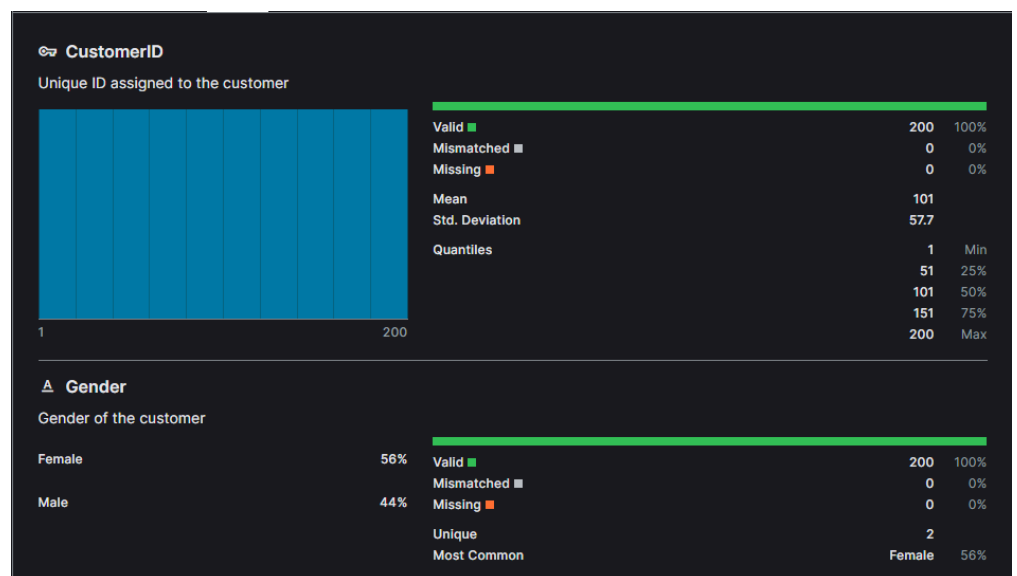 CustomerID
Unique ID assigned to the customer
Valid 200 100%
Mismatched 0 0%
Missing 0 0%
Mean 101
Std. Deviation 57.7
Quantiles 1 Min
51 25%
101 50%
151 75%
200 Max
1 200
A Gender
Gender of the customer
Female 56%
Male 44%
Valid 200 100%
Mismatched 0 0%
Missing 0 0%
Unique 2
Most Common Female 56%